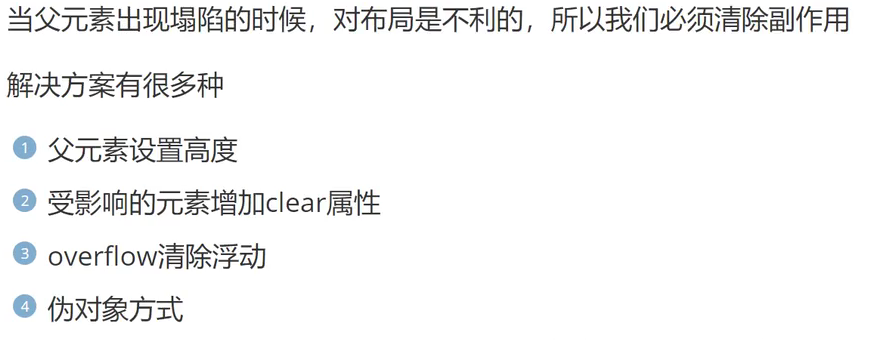 当父元素出现塌陷的时候，对布局是不利的，所以我们必须清除副作用
解决方案有很多种
1 父元素设置高度
2 受影响的元素增加clear属性
3 overflow清除浮动
4 伪对象方式